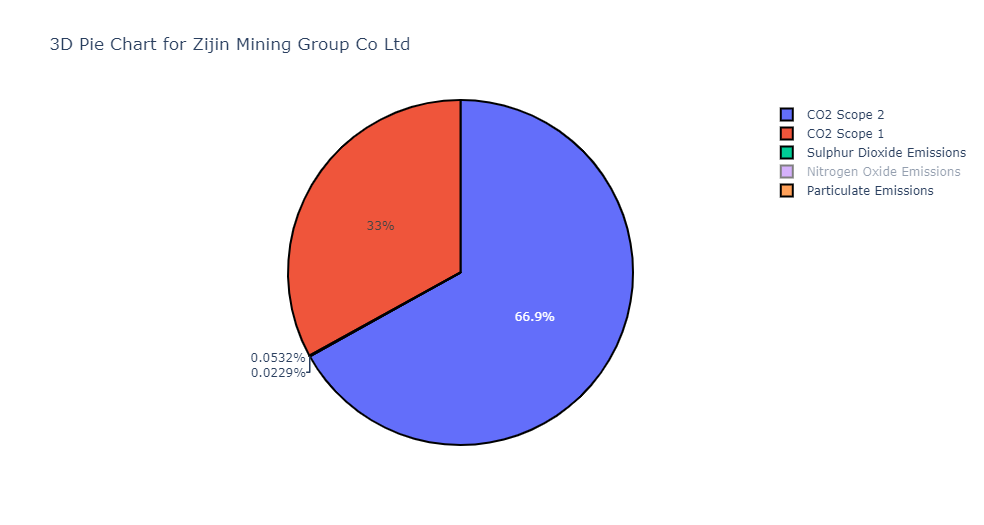 3D Pie Chart for Zijin Mining Group Co Ltd
CO2 Scope 2
CO2 Scope 1
Sulphur Dioxide Emissions
Nitrogen Oxide Emissions
Particulate Emissions
33%
66.9%
0.0532%
0.0229%